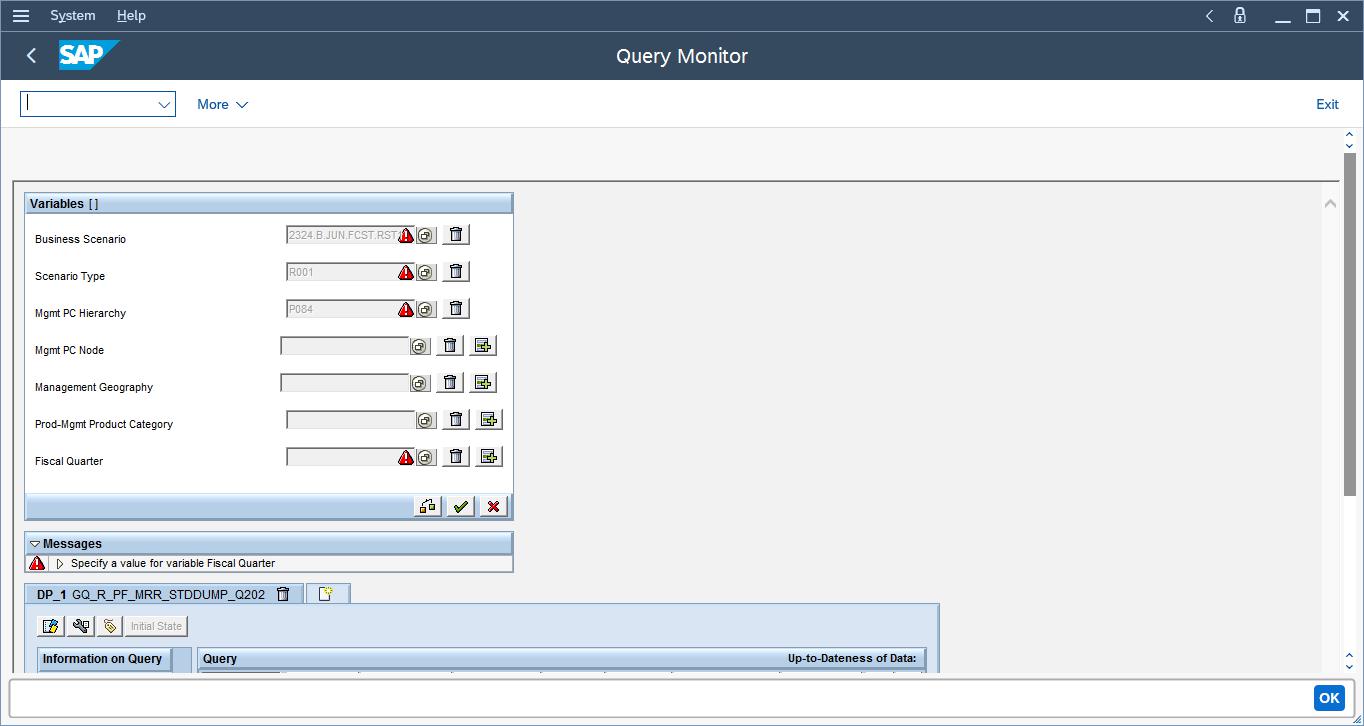 System Help
SAP Query Monitor
More Exit
Variables [ ]
Business Scenario 2324.B.JUN.FCST.RST
Scenario Type R001
Mgmt PC Hierarchy P084
Mgmt PC Node
Management Geography
Prod-Mgmt Product Category
Fiscal Quarter
Messages
Specify a value for variable Fiscal Quarter
DP_1 GQ_R_PF_MRR_STDDUMP_Q202
Initial State
Information on Query Query Up-to-Dateness of Data:
OK